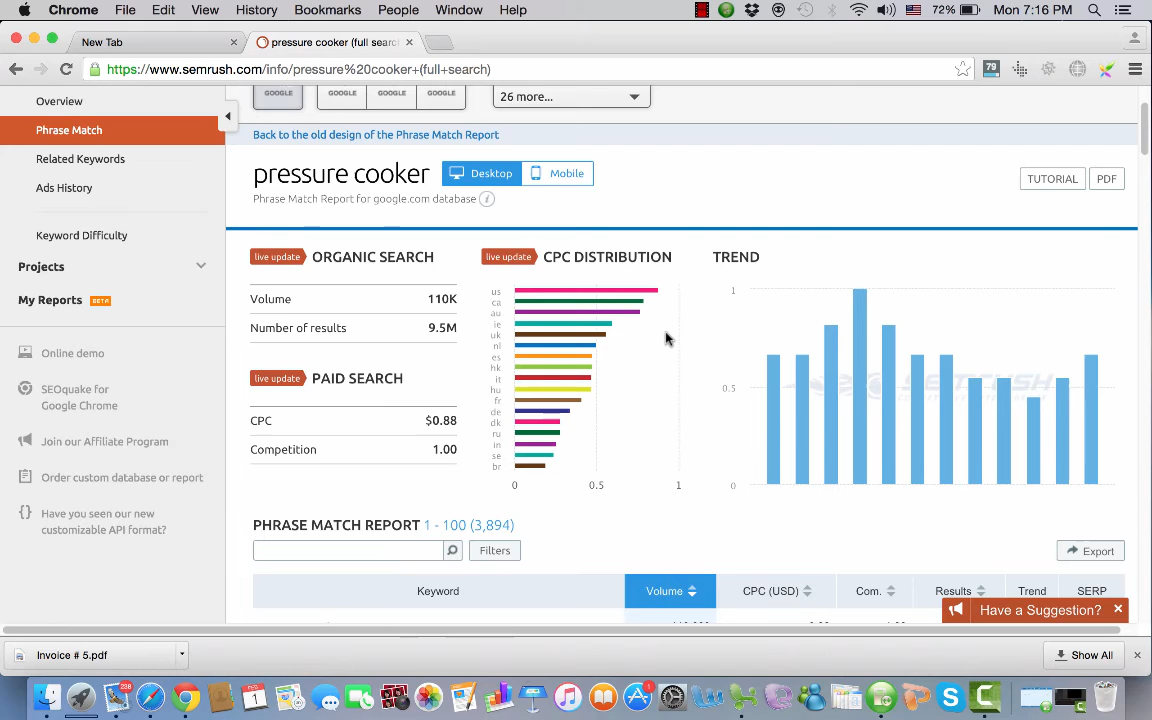 Chrome File Edit View History Bookmarks People Window Help 72% Mon 7:16 PM
New Tab
pressure cooker (full searc
https://www.semrush.com/info/pressure%20cooker+(full+search)
79
GOOGLE GOOGLE GOOGLE GOOGLE
26 more...
Overview
Phrase Match
Related Keywords
Ads History
Keyword Difficulty
Projects
My Reports BETA
Online demo
SEOquake for
Google Chrome
Join our Affiliate Program
Order custom database or report
Have you seen our new
customizable API format?
Back to the old design of the Phrase Match Report
pressure cooker Desktop Mobile
TUTORIAL PDF
Phrase Match Report for google.com database i
live update ORGANIC SEARCH
Volume 110K
Number of results 9.5M
live update PAID SEARCH
CPC $0.88
Competition 1.00
live update CPC DISTRIBUTION
us
ca
au
ie
uk
nl
es
hk
it
hu
fr
de
dk
ru
in
se
br
0 0.5 1
TREND
1
0.5
0
SEMRUSH
PHRASE MATCH REPORT 1 - 100 (3,894)
Filters
Export
Keyword Volume CPC (USD) Com. Results Trend SERP
Have a Suggestion?
Invoice # 5.pdf
Show All
238
1
1